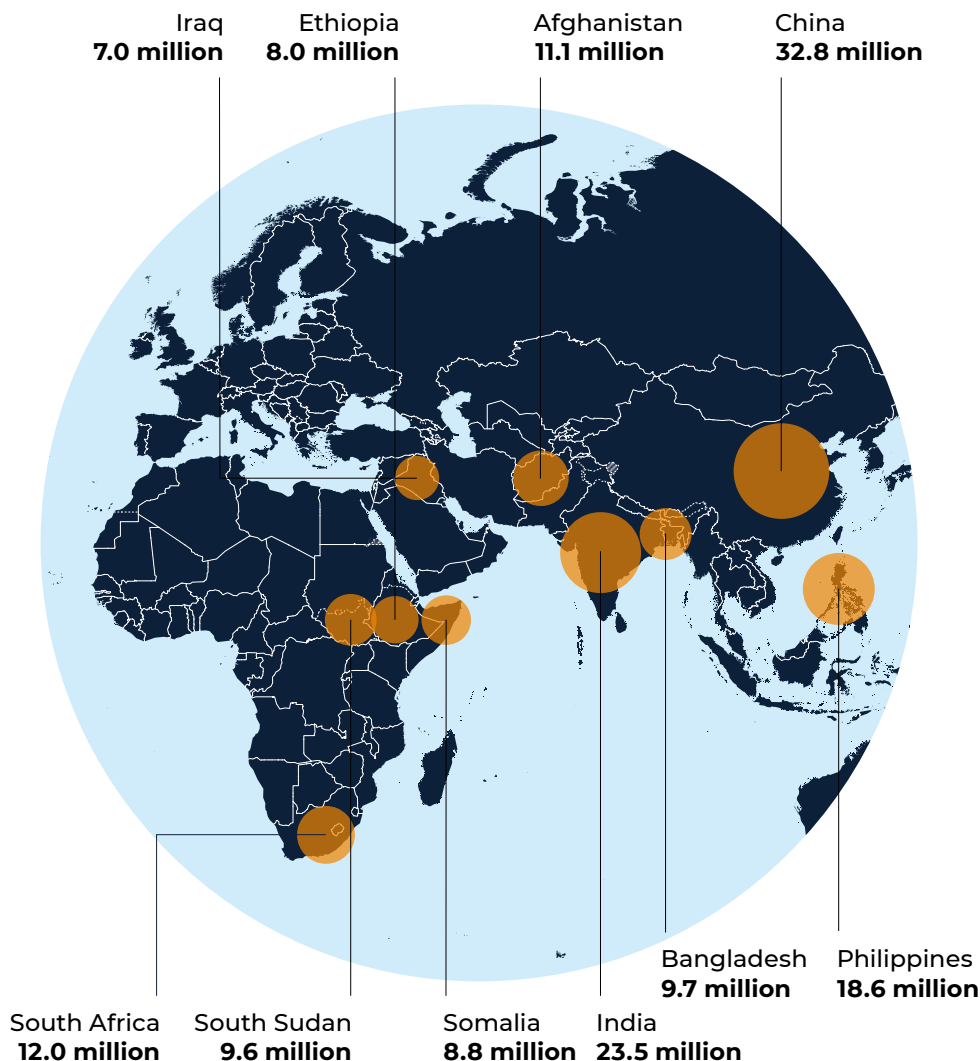 Iraq
7.0 million
Ethiopia
8.0 million
Afghanistan
11.1 million
China
32.8 million
Bangladesh
9.7 million
Philippines
18.6 million
South Africa
12.0 million
South Sudan
9.6 million
Somalia
8.8 million
India
23.5 million